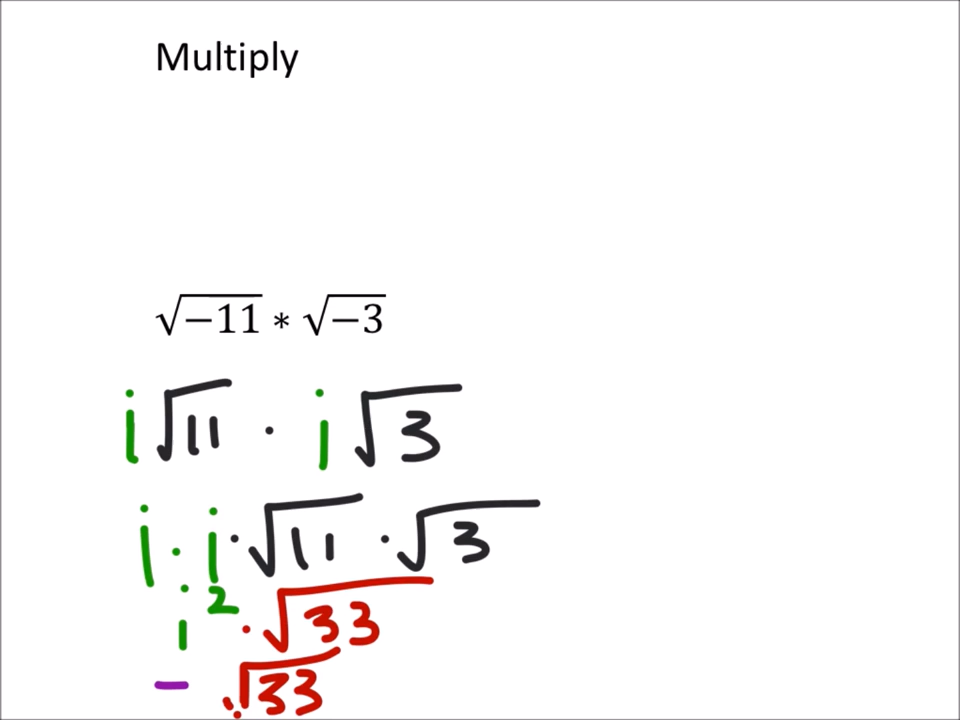 Multiply
√−11 ∗ √−3
i√11 · i√3
i · i · √11 · √3
i² · √33
− √33